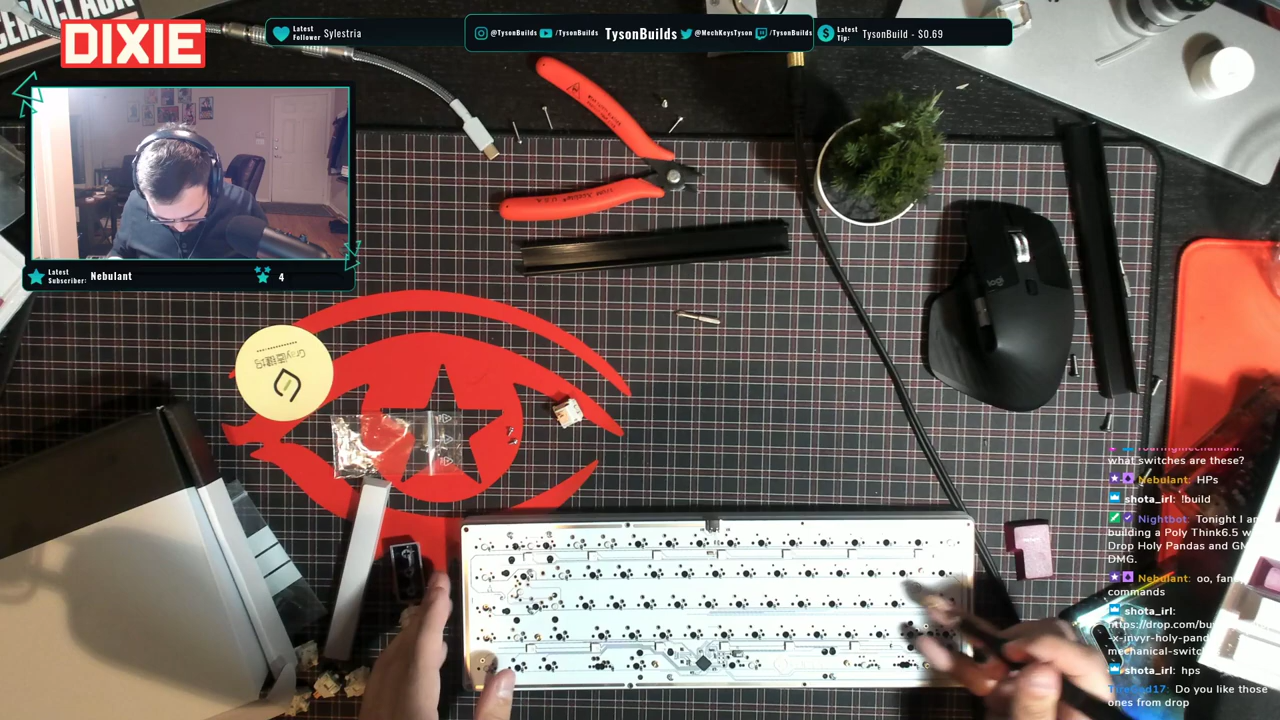 DIXIE
Latest Follower
Sylestria
@TysonBuilds
/TysonBuilds
TysonBuilds
@MechKeysTyson
/TysonBuilds
Latest Tip:
TysonBuild - $0.69
Latest Subscriber:
Nebulant
4
logi
what switches are these?
Nebulant: HPs
shota_irl: !build
Nightbot: Tonight I am
building a Poly Think6.5 w
Drop Holy Pandas and GM
DMG.
Nebulant: oo, fan
commands
shota_irl:
https://drop.com/bu
-x-invyr-holy-pand
mechanical-switc
shota_irl: hps
Do you like those
ones from drop